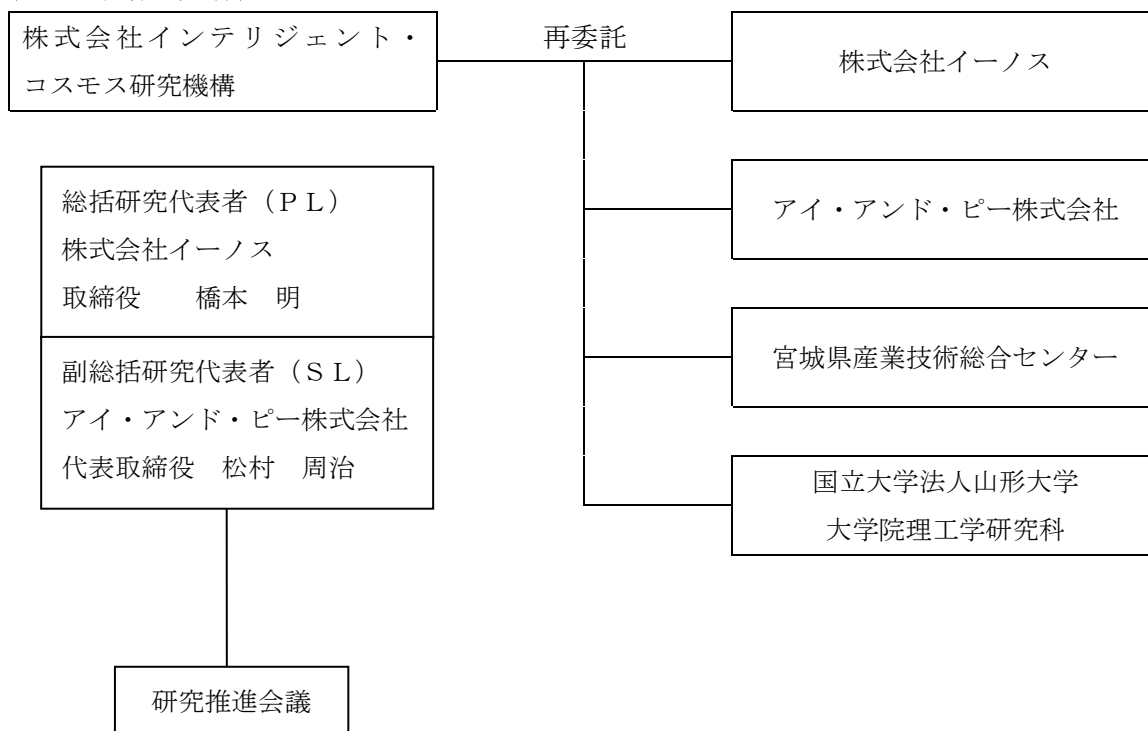 株式会社インテリジェント・
コスモス研究機構
再委託
株式会社イーノス
総括研究代表者（ＰＬ）
株式会社イーノス
取締役　　橋本　明
副総括研究代表者（ＳＬ）
アイ・アンド・ピー株式会社
代表取締役　松村　周治
アイ・アンド・ピー株式会社
宮城県産業技術総合センター
国立大学法人山形大学
大学院理工学研究科
研究推進会議